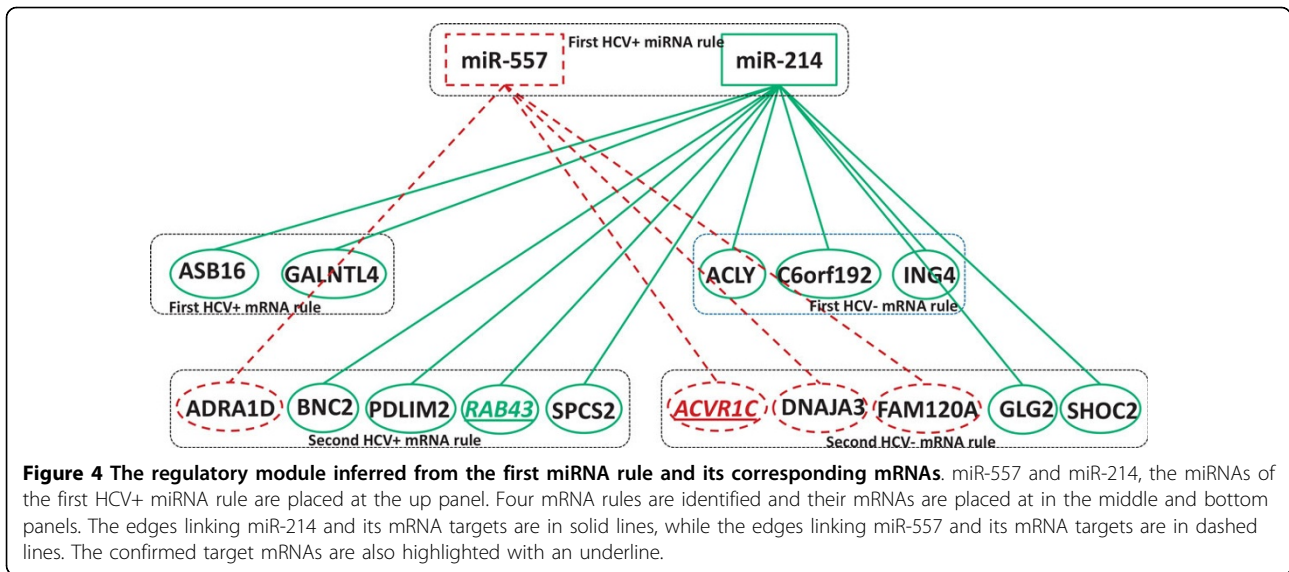 First HCV+ miRNA rule
miR-557
miR-214
ASB16
GALNTL4
First HCV+ mRNA rule
ACLY
C6orf192
ING4
First HCV- mRNA rule
ADRA1D
BNC2
PDLIM2
RAB43
SPCS2
Second HCV+ mRNA rule
ACVR1C
DNAJA3
FAM120A
GLG2
SHOC2
Second HCV- mRNA rule
Figure 4 The regulatory module inferred from the first miRNA rule and its corresponding mRNAs. miR-557 and miR-214, the miRNAs of
the first HCV+ miRNA rule are placed at the up panel. Four mRNA rules are identified and their mRNAs are placed at in the middle and bottom
panels. The edges linking miR-214 and its mRNA targets are in solid lines, while the edges linking miR-557 and its mRNA targets are in dashed
lines. The confirmed target mRNAs are also highlighted with an underline.